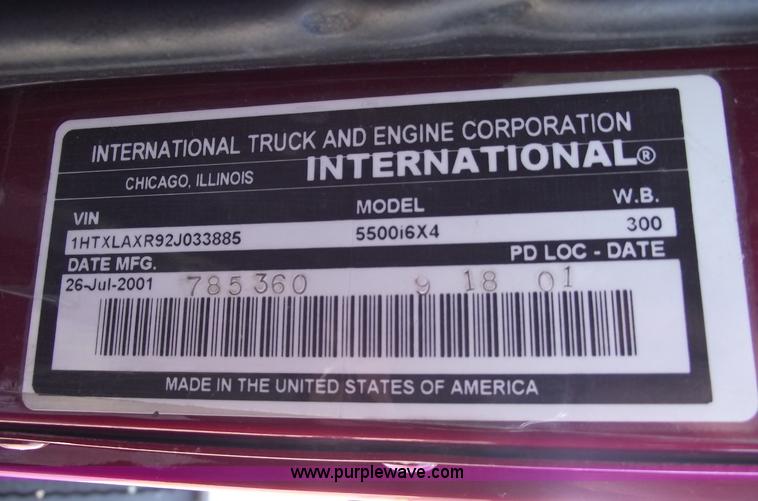 INTERNATIONAL TRUCK AND ENGINE CORPORATION
CHICAGO, ILLINOIS INTERNATIONAL®
VIN MODEL W.B.
1HTXLAXR92J033885 5500i6X4 300
DATE MFG. PD LOC - DATE
26-Jul-2001 785360 9 18 01
MADE IN THE UNITED STATES OF AMERICA
www.purplewave.com